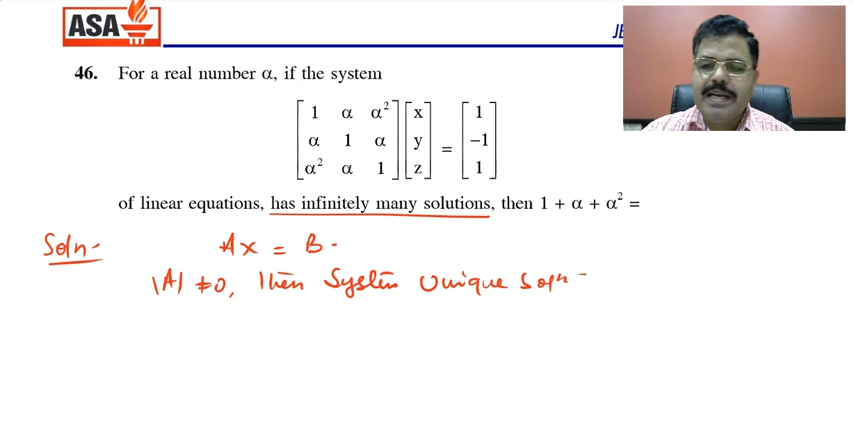 ASA
JE
46. For a real number α, if the system
[1 α α²] [x] [1]
[α 1 α] [y] = [−1]
[α² α 1] [z] [1]
of linear equations, has infinitely many solutions, then 1 + α + α² =
Soln-
AX = B.
|A| ≠ 0, Then System Unique Soln -